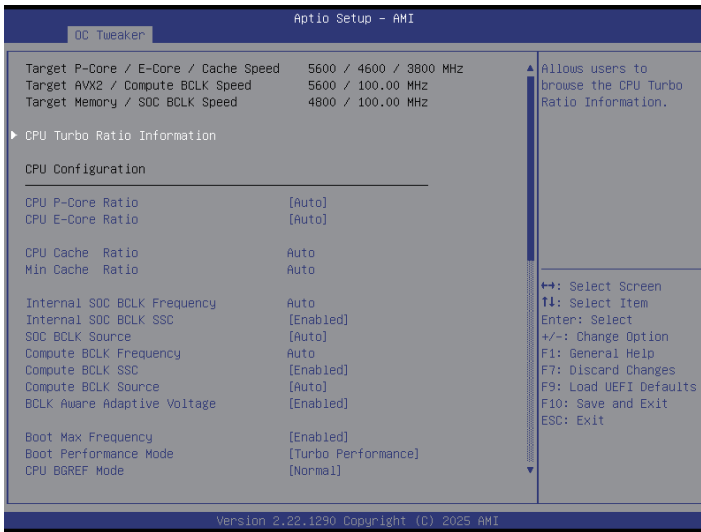 Aptio Setup – AMI
OC Tweaker
Target P-Core / E-Core / Cache Speed 5600 / 4600 / 3800 MHz
Target AVX2 / Compute BCLK Speed 5600 / 100.00 MHz
Target Memory / SOC BCLK Speed 4800 / 100.00 MHz
CPU Turbo Ratio Information
CPU Configuration
CPU P-Core Ratio [Auto]
CPU E-Core Ratio [Auto]
CPU Cache Ratio Auto
Min Cache Ratio Auto
Internal SOC BCLK Frequency Auto
Internal SOC BCLK SSC [Enabled]
SOC BCLK Source [Auto]
Compute BCLK Frequency Auto
Compute BCLK SSC [Enabled]
Compute BCLK Source [Auto]
BCLK Aware Adaptive Voltage [Enabled]
Boot Max Frequency [Enabled]
Boot Performance Mode [Turbo Performance]
CPU BGREF Mode [Normal]
Allows users to
browse the CPU Turbo
Ratio Information.
↔: Select Screen
↑↓: Select Item
Enter: Select
+/-: Change Option
F1: General Help
F7: Discard Changes
F9: Load UEFI Defaults
F10: Save and Exit
ESC: Exit
Version 2.22.1290 Copyright (C) 2025 AMI